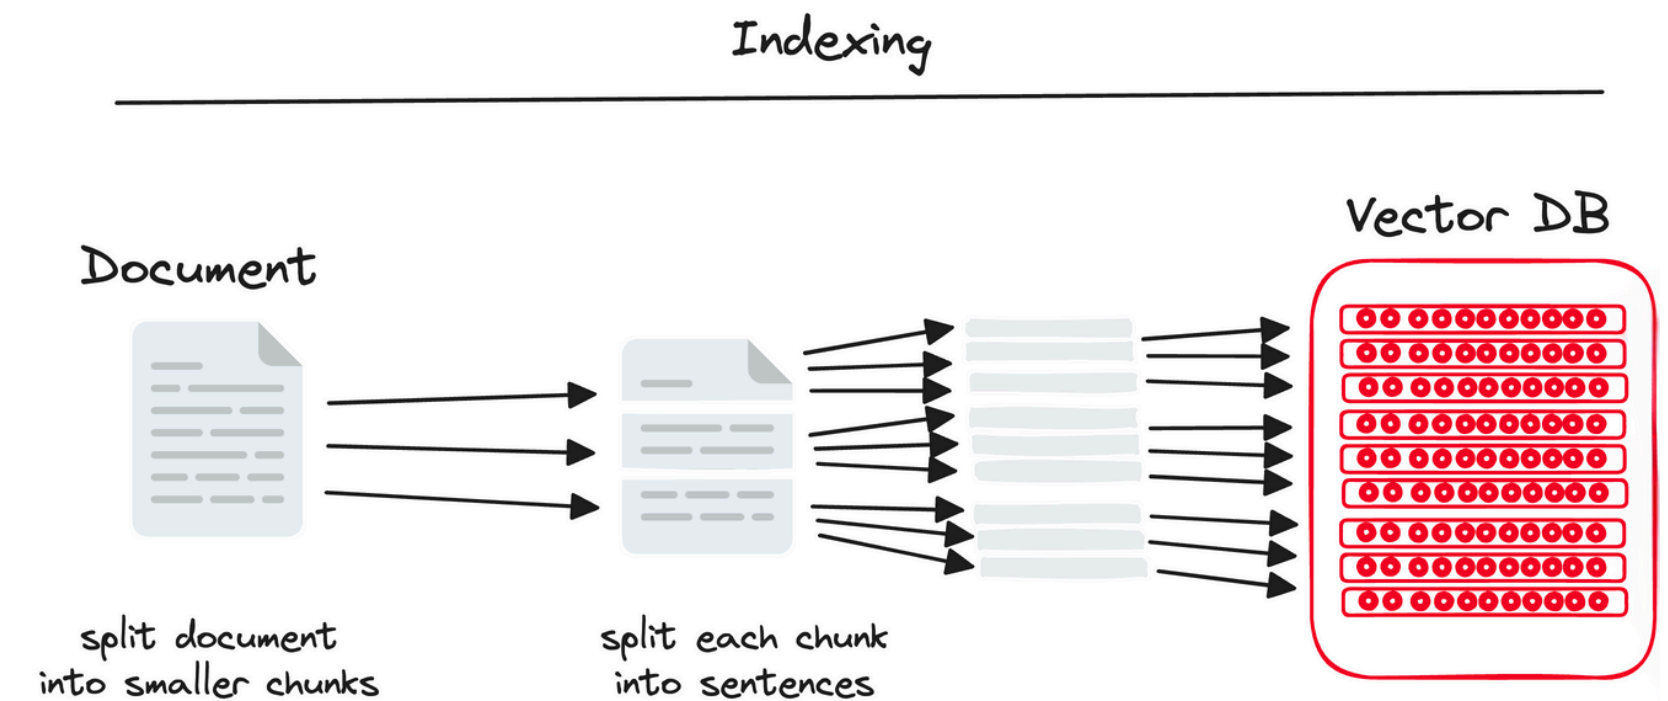 Indexing
Vector DB
Document
split document
into smaller chunks
split each chunk
into sentences